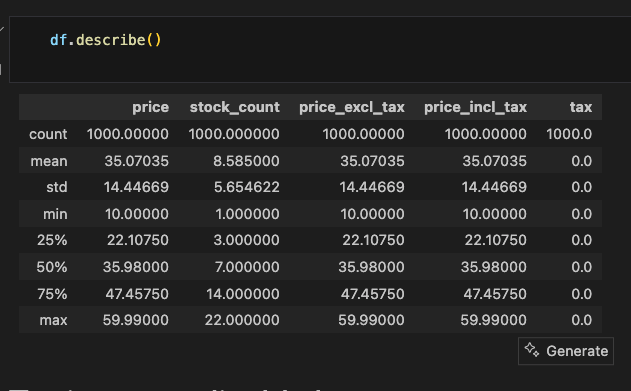 df.describe()
price stock_count price_excl_tax price_incl_tax tax
count 1000.00000 1000.000000 1000.00000 1000.00000 1000.0
mean 35.07035 8.585000 35.07035 35.07035 0.0
std 14.44669 5.654622 14.44669 14.44669 0.0
min 10.00000 1.000000 10.00000 10.00000 0.0
25% 22.10750 3.000000 22.10750 22.10750 0.0
50% 35.98000 7.000000 35.98000 35.98000 0.0
75% 47.45750 14.000000 47.45750 47.45750 0.0
max 59.99000 22.000000 59.99000 59.99000 0.0
Generate